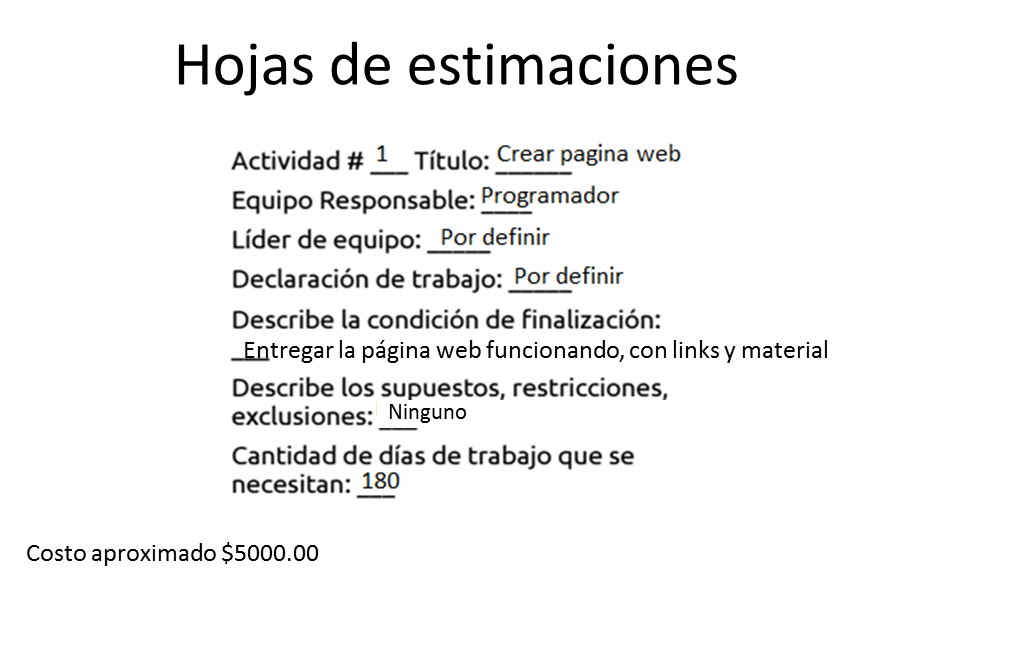 Hojas de estimaciones
Actividad # 1 Título: Crear pagina web
Equipo Responsable: Programador
Líder de equipo: Por definir
Declaración de trabajo: Por definir
Describe la condición de finalización:
Entregar la página web funcionando, con links y material
Describe los supuestos, restricciones,
exclusiones: Ninguno
Cantidad de días de trabajo que se
necesitan: 180
Costo aproximado $5000.00